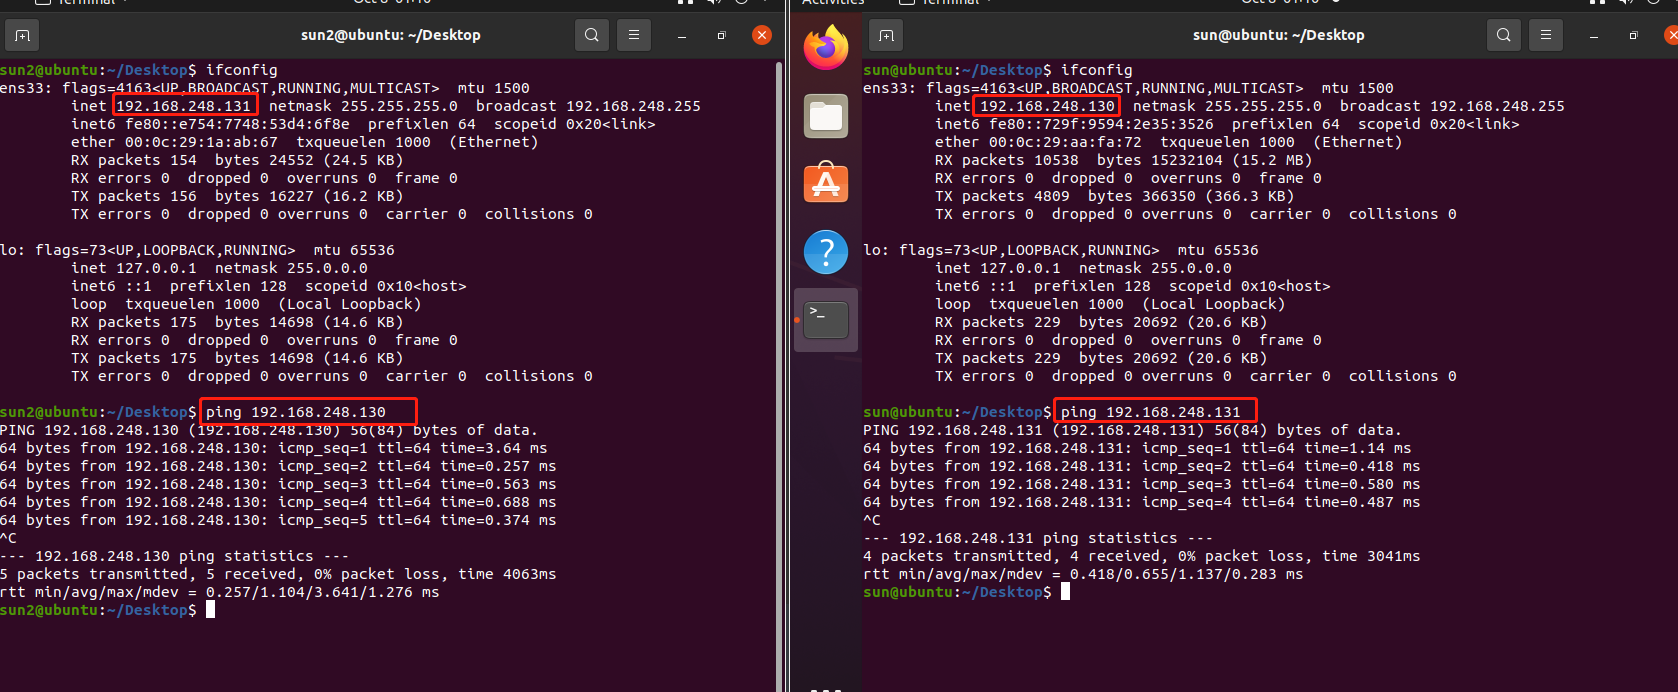 Terminal
Oct 8 01:10
sun2@ubuntu: ~/Desktop
sun2@ubuntu:~/Desktop$ ifconfig
ens33: flags=4163<UP,BROADCAST,RUNNING,MULTICAST>  mtu 1500
        inet 192.168.248.131  netmask 255.255.255.0  broadcast 192.168.248.255
        inet6 fe80::e754:7748:53d4:6f8e  prefixlen 64  scopeid 0x20<link>
        ether 00:0c:29:1a:ab:67  txqueuelen 1000  (Ethernet)
        RX packets 154  bytes 24552 (24.5 KB)
        RX errors 0  dropped 0  overruns 0  frame 0
        TX packets 156  bytes 16227 (16.2 KB)
        TX errors 0  dropped 0 overruns 0  carrier 0  collisions 0
lo: flags=73<UP,LOOPBACK,RUNNING>  mtu 65536
        inet 127.0.0.1  netmask 255.0.0.0
        inet6 ::1  prefixlen 128  scopeid 0x10<host>
        loop  txqueuelen 1000  (Local Loopback)
        RX packets 175  bytes 14698 (14.6 KB)
        RX errors 0  dropped 0  overruns 0  frame 0
        TX packets 175  bytes 14698 (14.6 KB)
        TX errors 0  dropped 0 overruns 0  carrier 0  collisions 0
sun2@ubuntu:~/Desktop$ ping 192.168.248.130
PING 192.168.248.130 (192.168.248.130) 56(84) bytes of data.
64 bytes from 192.168.248.130: icmp_seq=1 ttl=64 time=3.64 ms
64 bytes from 192.168.248.130: icmp_seq=2 ttl=64 time=0.257 ms
64 bytes from 192.168.248.130: icmp_seq=3 ttl=64 time=0.563 ms
64 bytes from 192.168.248.130: icmp_seq=4 ttl=64 time=0.688 ms
64 bytes from 192.168.248.130: icmp_seq=5 ttl=64 time=0.374 ms
^C
--- 192.168.248.130 ping statistics ---
5 packets transmitted, 5 received, 0% packet loss, time 4063ms
rtt min/avg/max/mdev = 0.257/1.104/3.641/1.276 ms
sun2@ubuntu:~/Desktop$
Activities
Terminal
Oct 8 01:10
sun@ubuntu: ~/Desktop
sun@ubuntu:~/Desktop$ ifconfig
ens33: flags=4163<UP,BROADCAST,RUNNING,MULTICAST>  mtu 1500
        inet 192.168.248.130  netmask 255.255.255.0  broadcast 192.168.248.255
        inet6 fe80::729f:9594:2e35:3526  prefixlen 64  scopeid 0x20<link>
        ether 00:0c:29:aa:fa:72  txqueuelen 1000  (Ethernet)
        RX packets 10538  bytes 15232104 (15.2 MB)
        RX errors 0  dropped 0  overruns 0  frame 0
        TX packets 4809  bytes 366350 (366.3 KB)
        TX errors 0  dropped 0 overruns 0  carrier 0  collisions 0
lo: flags=73<UP,LOOPBACK,RUNNING>  mtu 65536
        inet 127.0.0.1  netmask 255.0.0.0
        inet6 ::1  prefixlen 128  scopeid 0x10<host>
        loop  txqueuelen 1000  (Local Loopback)
        RX packets 229  bytes 20692 (20.6 KB)
        RX errors 0  dropped 0  overruns 0  frame 0
        TX packets 229  bytes 20692 (20.6 KB)
        TX errors 0  dropped 0 overruns 0  carrier 0  collisions 0
sun@ubuntu:~/Desktop$ ping 192.168.248.131
PING 192.168.248.131 (192.168.248.131) 56(84) bytes of data.
64 bytes from 192.168.248.131: icmp_seq=1 ttl=64 time=1.14 ms
64 bytes from 192.168.248.131: icmp_seq=2 ttl=64 time=0.418 ms
64 bytes from 192.168.248.131: icmp_seq=3 ttl=64 time=0.580 ms
64 bytes from 192.168.248.131: icmp_seq=4 ttl=64 time=0.487 ms
^C
--- 192.168.248.131 ping statistics ---
4 packets transmitted, 4 received, 0% packet loss, time 3041ms
rtt min/avg/max/mdev = 0.418/0.655/1.137/0.283 ms
sun@ubuntu:~/Desktop$